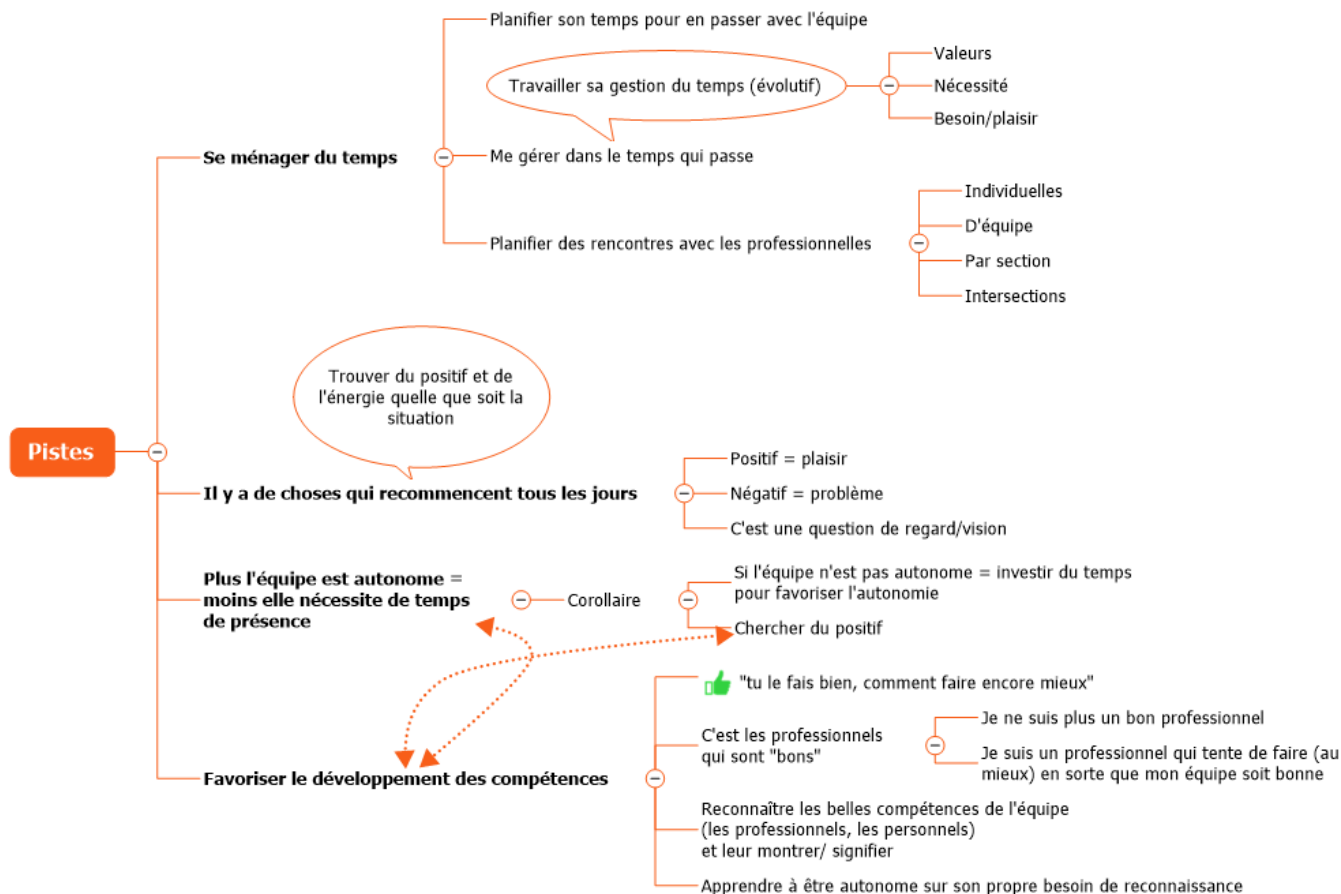 Pistes
Se ménager du temps
Planifier son temps pour en passer avec l'équipe
Travailler sa gestion du temps (évolutif)
Valeurs
Nécessité
Besoin/plaisir
Me gérer dans le temps qui passe
Planifier des rencontres avec les professionnelles
Individuelles
D'équipe
Par section
Intersections
Trouver du positif et de
l'énergie quelle que soit la
situation
Il y a de choses qui recommencent tous les jours
Positif = plaisir
Négatif = problème
C'est une question de regard/vision
Plus l'équipe est autonome =
moins elle nécessite de temps
de présence
Corollaire
Si l'équipe n'est pas autonome = investir du temps
pour favoriser l'autonomie
Chercher du positif
Favoriser le développement des compétences
"tu le fais bien, comment faire encore mieux"
C'est les professionnels
qui sont "bons"
Je ne suis plus un bon professionnel
Je suis un professionnel qui tente de faire (au
mieux) en sorte que mon équipe soit bonne
Reconnaître les belles compétences de l'équipe
(les professionnels, les personnels)
et leur montrer/ signifier
Apprendre à être autonome sur son propre besoin de reconnaissance